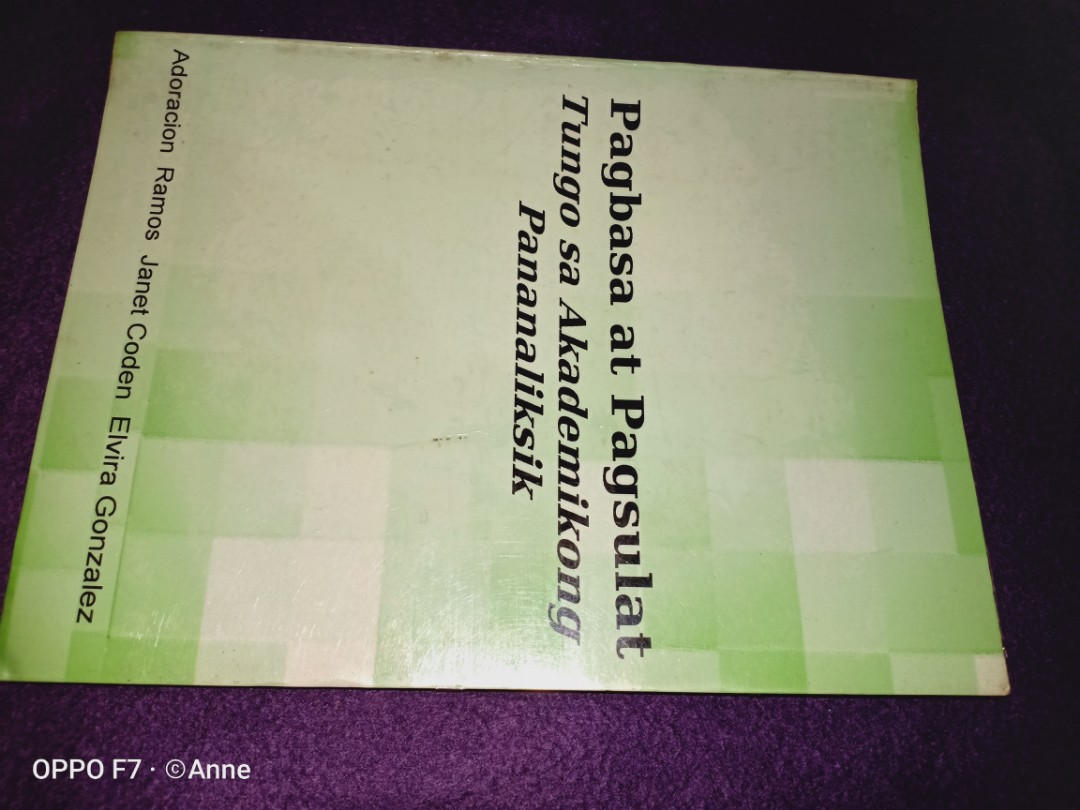 Pagbasa at Pagsulat
Tungo sa Akademikong
Pananaliksik
Adoracion Ramos Janet Coden Elvira Gonzalez
OPPO F7 · ©Anne